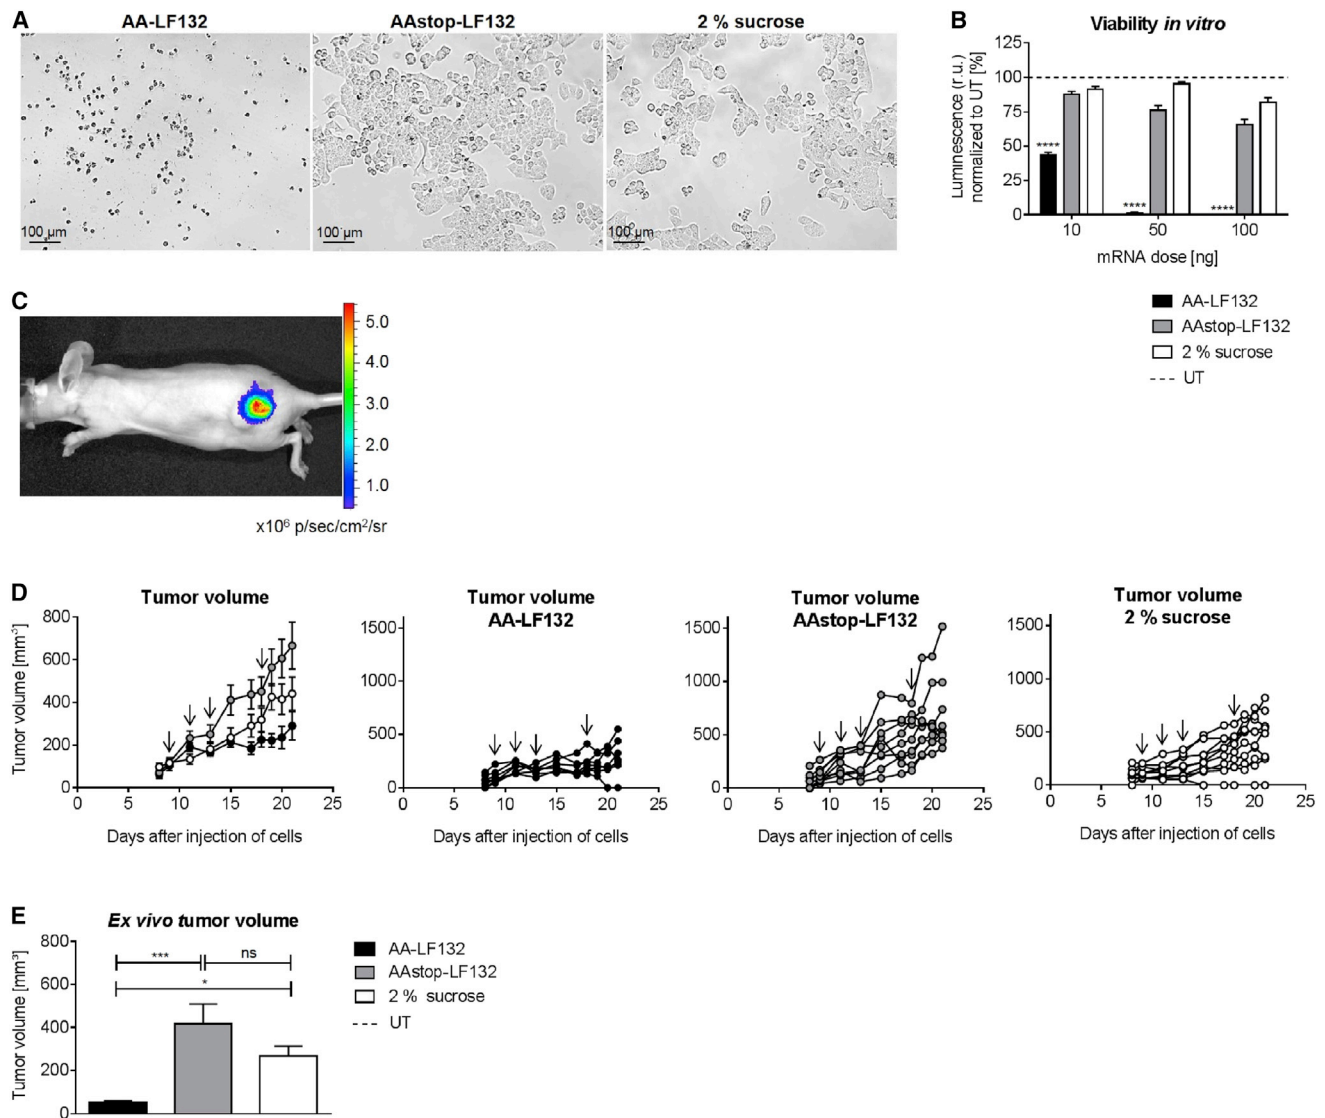 A
AA-LF132
AAstop-LF132
2 % sucrose
100 µm
100 µm
100 µm
B
Viability in vitro
Luminescence (r.u.)
normalized to UT [%]
125
100
75
50
25
0
****
****
****
10
50
100
mRNA dose [ng]
AA-LF132
AAstop-LF132
2 % sucrose
UT
C
5.0
4.0
3.0
2.0
1.0
x10⁶ p/sec/cm²/sr
D
Tumor volume
Tumor volume [mm³]
800
600
400
200
0
0 5 10 15 20 25
Days after injection of cells
Tumor volume
AA-LF132
1500
1000
500
0
0 5 10 15 20 25
Days after injection of cells
Tumor volume
AAstop-LF132
1500
1000
500
0
0 5 10 15 20 25
Days after injection of cells
Tumor volume
2 % sucrose
1500
1000
500
0
0 5 10 15 20 25
Days after injection of cells
E
Ex vivo tumor volume
Tumor volume [mm³]
800
600
400
200
0
***
ns
*
AA-LF132
AAstop-LF132
2 % sucrose
UT